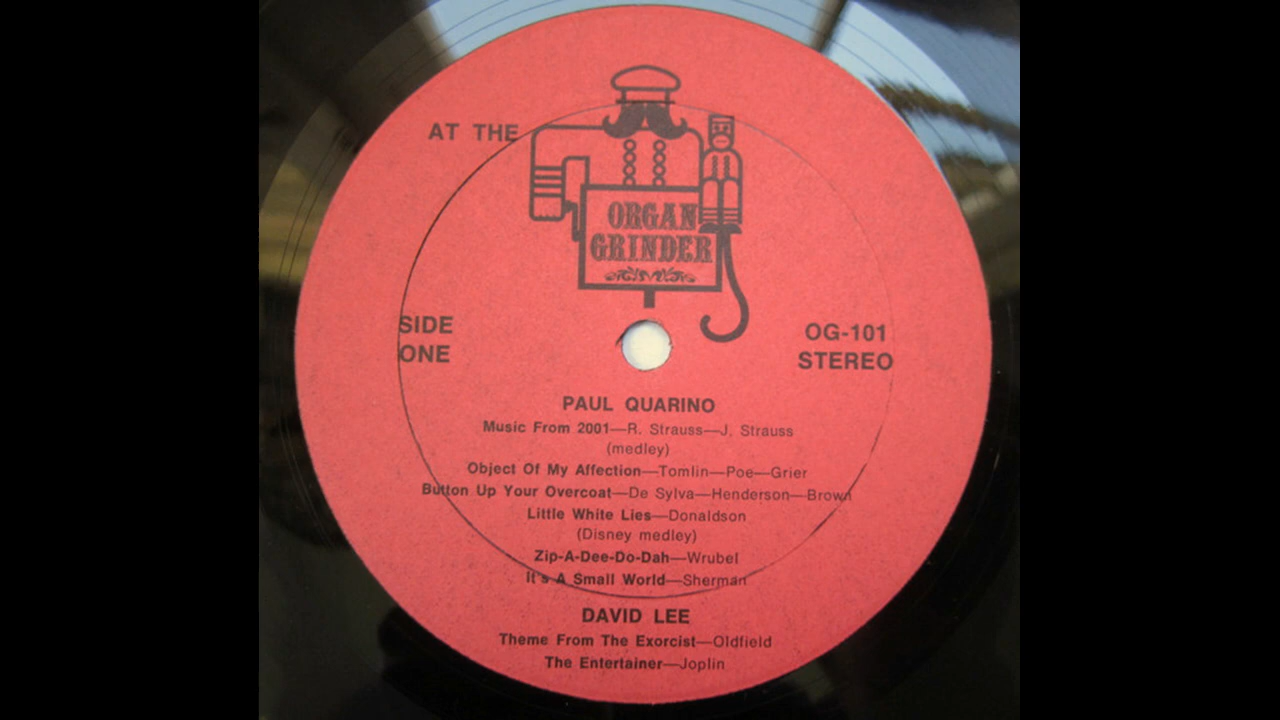 AT THE
ORGAN
GRINDER
SIDE
ONE
OG-101
STEREO
PAUL QUARINO
Music From 2001—R. Strauss—J. Strauss
(medley)
Object Of My Affection—Tomlin—Poe—Grier
Button Up Your Overcoat—De Sylva—Henderson—Brown
Little White Lies—Donaldson
(Disney medley)
Zip-A-Dee-Do-Dah—Wrubel
It's A Small World—Sherman
DAVID LEE
Theme From The Exorcist—Oldfield
The Entertainer—Joplin